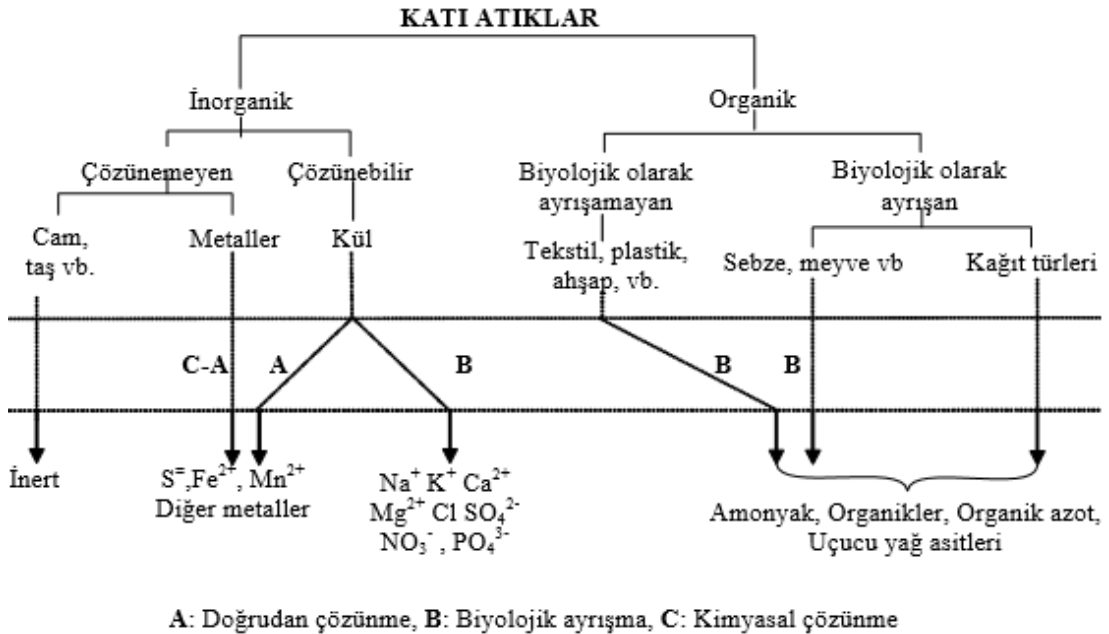 KATI ATIKLAR
İnorganik
Organik
Çözünemeyen
Çözünebilir
Biyolojik olarak
ayrışamayan
Biyolojik olarak
ayrışan
Cam,
taş vb.
Metaller
Kül
Tekstil, plastik,
ahşap, vb.
Sebze, meyve vb
Kağıt türleri
C-A
A
B
B
B
İnert
S⁼,Fe²⁺, Mn²⁺
Diğer metaller
Na⁺ K⁺ Ca²⁺
Mg²⁺ Cl SO₄²⁻
NO₃⁻ , PO₄³⁻
Amonyak, Organikler, Organik azot,
Uçucu yağ asitleri
A: Doğrudan çözünme, B: Biyolojik ayrışma, C: Kimyasal çözünme